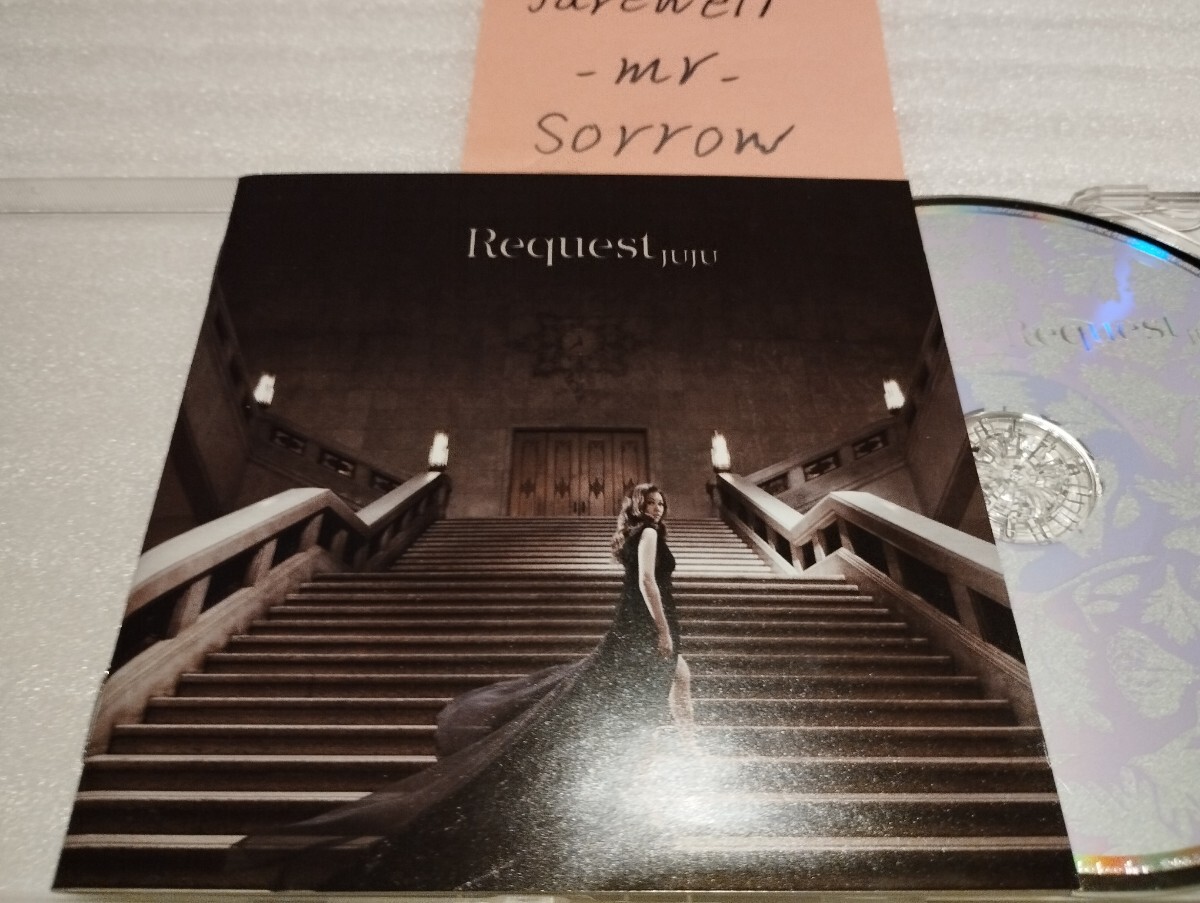 farewell
-mr-
Sorrow
Request JUJU
Request